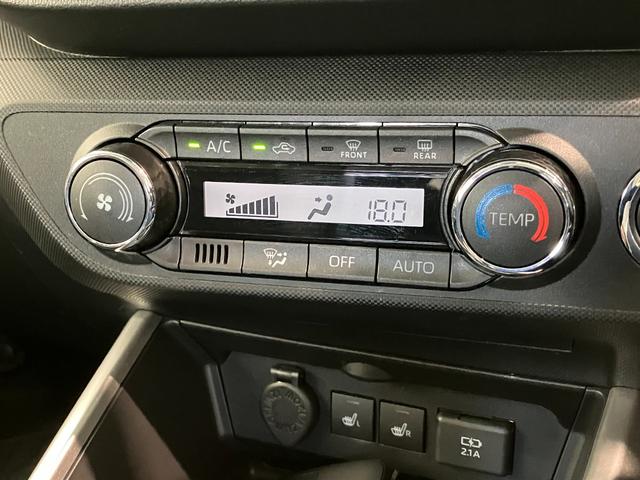 A/C
FRONT
REAR
18.0
TEMP
OFF
AUTO
L
R
2.1A